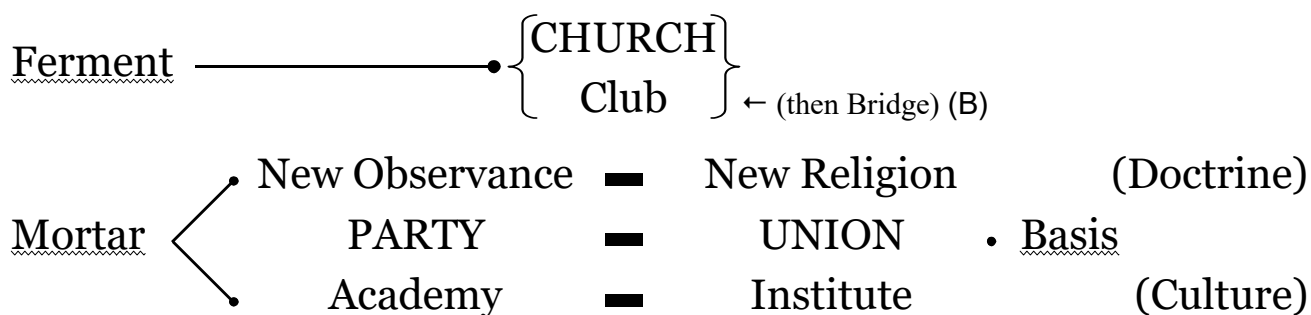 CHURCH
Ferment
Club ← (then Bridge) (B)
New Observance - New Religion (Doctrine)
Mortar PARTY - UNION • Basis
Academy - Institute (Culture)